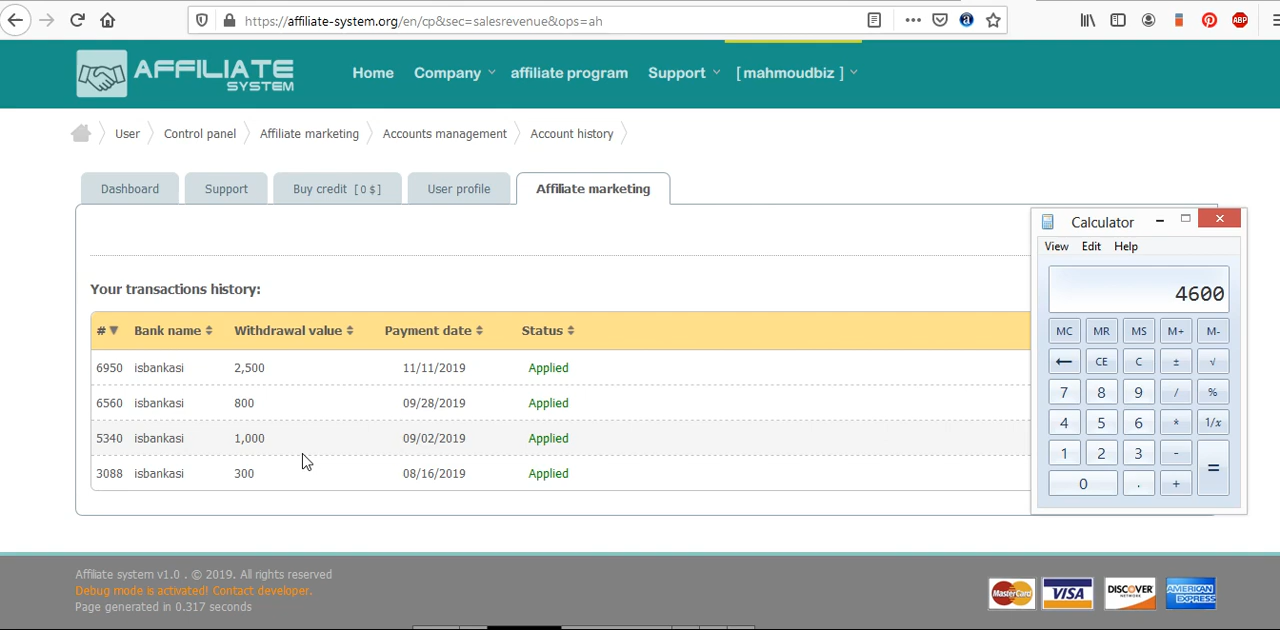 https://affiliate-system.org/en/cp&sec=salesrevenue&ops=ah
ABP
AFFILIATE
SYSTEM
Home Company affiliate program Support [ mahmoudbiz ]
User Control panel Affiliate marketing Accounts management Account history
Dashboard Support Buy credit [ 0 $ ] User profile Affiliate marketing
Your transactions history:
# Bank name Withdrawal value Payment date Status
6950 isbankasi 2,500 11/11/2019 Applied
6560 isbankasi 800 09/28/2019 Applied
5340 isbankasi 1,000 09/02/2019 Applied
3088 isbankasi 300 08/16/2019 Applied
Calculator
View Edit Help
4600
MC MR MS M+ M-
← CE C ± √
7 8 9 / %
4 5 6 * 1/x
1 2 3 - =
0 . +
Affiliate system v1.0 . © 2019. All rights reserved
Debug mode is activated! Contact developer.
Page generated in 0.317 seconds
MasterCard VISA DISCOVER NETWORK AMERICAN EXPRESS